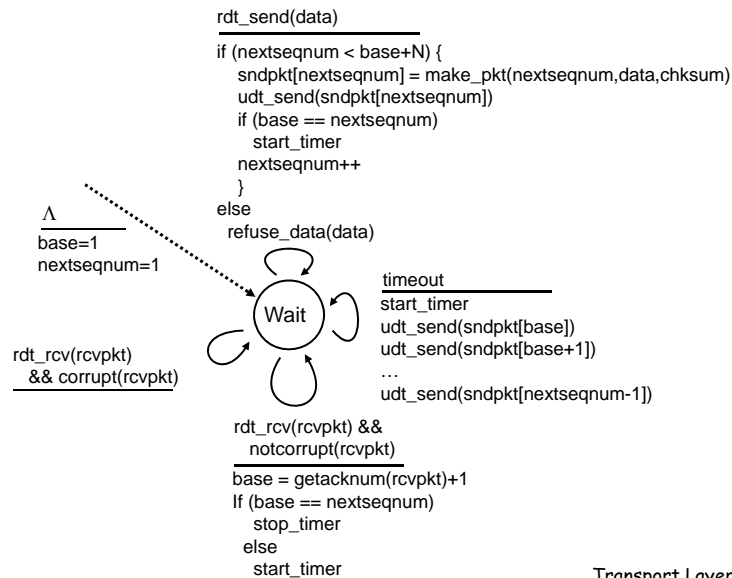 rdt_send(data)
if (nextseqnum < base+N) {
sndpkt[nextseqnum] = make_pkt(nextseqnum,data,chksum)
udt_send(sndpkt[nextseqnum])
if (base == nextseqnum)
start_timer
nextseqnum++
}
else
refuse_data(data)
Λ
base=1
nextseqnum=1
Wait
timeout
start_timer
udt_send(sndpkt[base])
udt_send(sndpkt[base+1])
…
udt_send(sndpkt[nextseqnum-1])
rdt_rcv(rcvpkt)
&& corrupt(rcvpkt)
rdt_rcv(rcvpkt) &&
notcorrupt(rcvpkt)
base = getacknum(rcvpkt)+1
If (base == nextseqnum)
stop_timer
else
start_timer
Transport Layer